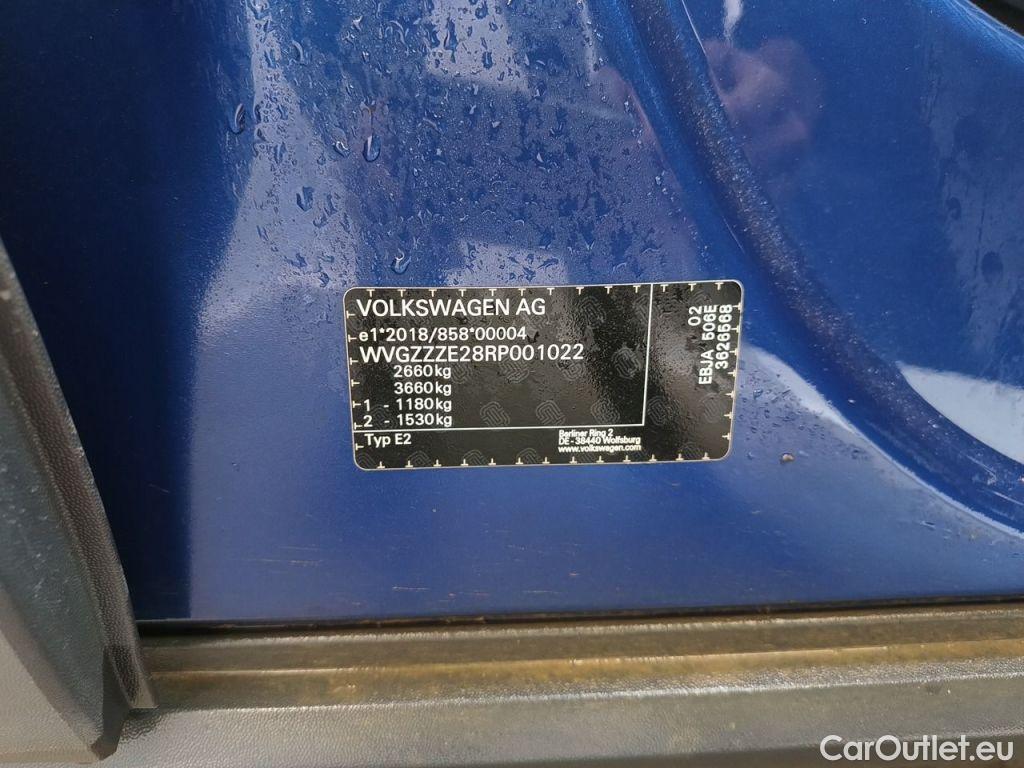 VOLKSWAGEN AG
e1*2018/858*00004
WVGZZZE28RP001022
2660kg
3660kg
1 - 1180kg
2 - 1530kg
Typ E2
Berliner Ring 2
DE - 38440 Wolfsburg
www.volkswagen.com
02
EBJA 506E
3626568
CarOutlet.eu